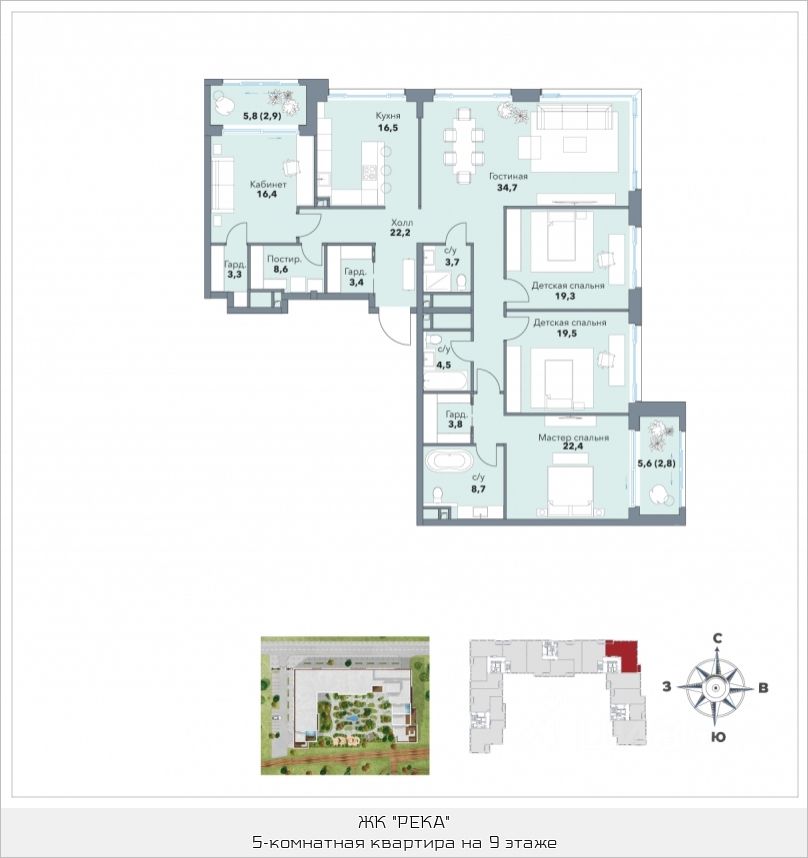 5,8 (2,9)
Кухня
16,5
Гостиная
34,7
Кабинет
16,4
Холл
22,2
Гард.
3,3
Постир.
8,6
Гард.
3,4
с/у
3,7
Детская спальня
19,3
Детская спальня
19,5
с/у
4,5
Гард.
3,8
Мастер спальня
22,4
5,6 (2,8)
с/у
8,7
С
З
В
Ю
ЖК "РЕКА"
5-комнатная квартира на 9 этаже